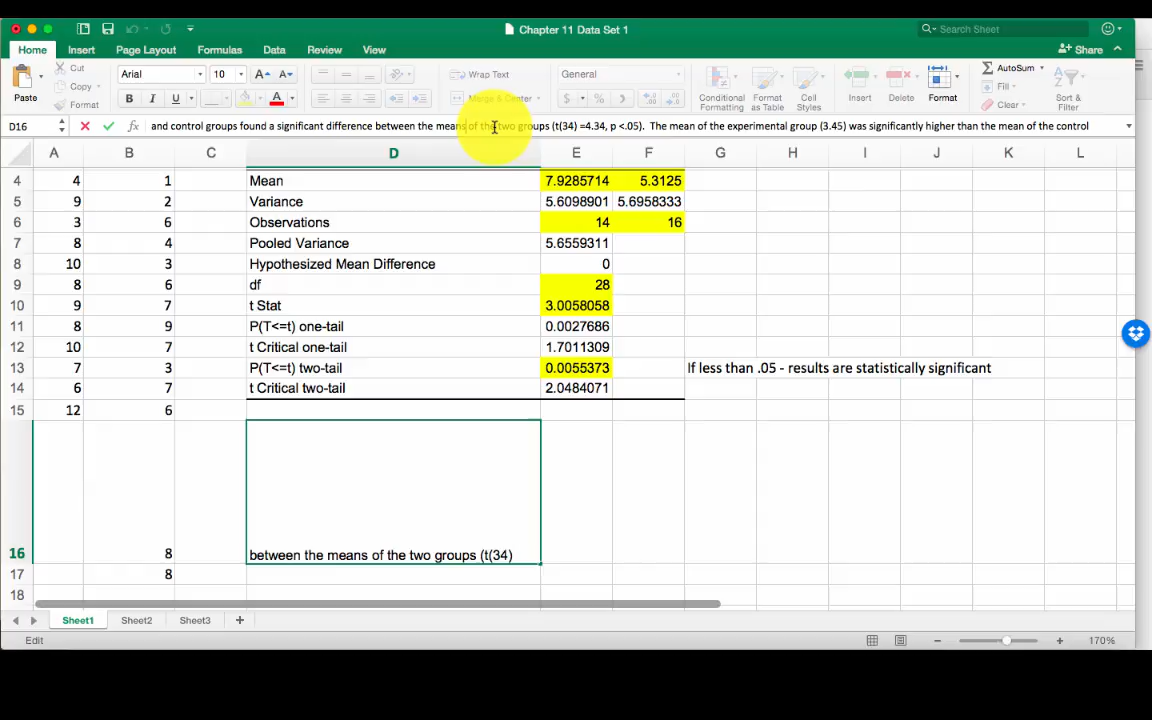 Chapter 11 Data Set 1
Search Sheet
Home Insert Page Layout Formulas Data Review View Share
Paste Cut Copy Format
Arial 10
B I U A
Wrap Text
Merge & Center
General
$ % )
Conditional Formatting
Format as Table
Cell Styles
Insert Delete Format
AutoSum
Fill
Clear
Sort & Filter
D16 fx and control groups found a significant difference between the means of the two groups (t(34) =4.34, p <.05). The mean of the experimental group (3.45) was significantly higher than the mean of the control
A B C D E F G H I J K L
4 4 1 Mean 7.9285714 5.3125
5 9 2 Variance 5.6098901 5.6958333
6 3 6 Observations 14 16
7 8 4 Pooled Variance 5.6559311
8 10 3 Hypothesized Mean Difference 0
9 8 6 df 28
10 9 7 t Stat 3.0058058
11 8 9 P(T<=t) one-tail 0.0027686
12 10 7 t Critical one-tail 1.7011309
13 7 3 P(T<=t) two-tail 0.0055373 If less than .05 - results are statistically significant
14 6 7 t Critical two-tail 2.0484071
15 12 6
16 8 between the means of the two groups (t(34)
17 8
18
Sheet1 Sheet2 Sheet3 +
Edit 170%